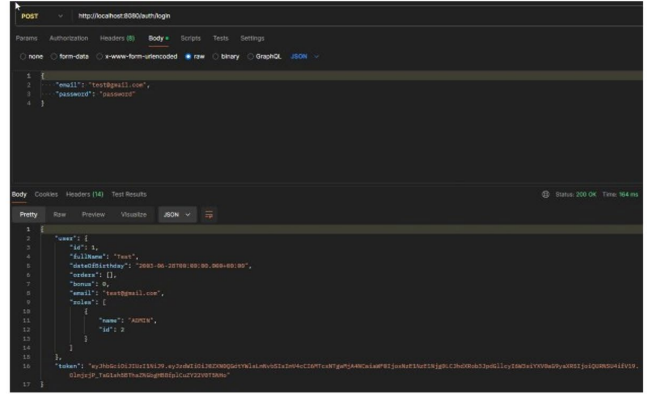 POST http://localhost:8080/auth/login
Params Authorization Headers (8) Body Scripts Tests Settings
none form-data x-www-form-urlencoded raw binary GraphQL JSON
1 {
2 "email": "test@gmail.com",
3 "password": "password"
4 }
Body Cookies Headers (14) Test Results Status: 200 OK Time: 164 ms
Pretty Raw Preview Visualize JSON
1 {
2 "user": {
3 "id": 1,
4 "fullName": "Test",
5 "dateOfBirthday":
6 "orders": [],
7 "bonus": 0,
8 "email": "test@gmail.com",
9 "roles": [
10 {
11 "name": "ADMIN",
12 "id": 2
13 }
14 ]
15 },
16 "token":
17 }